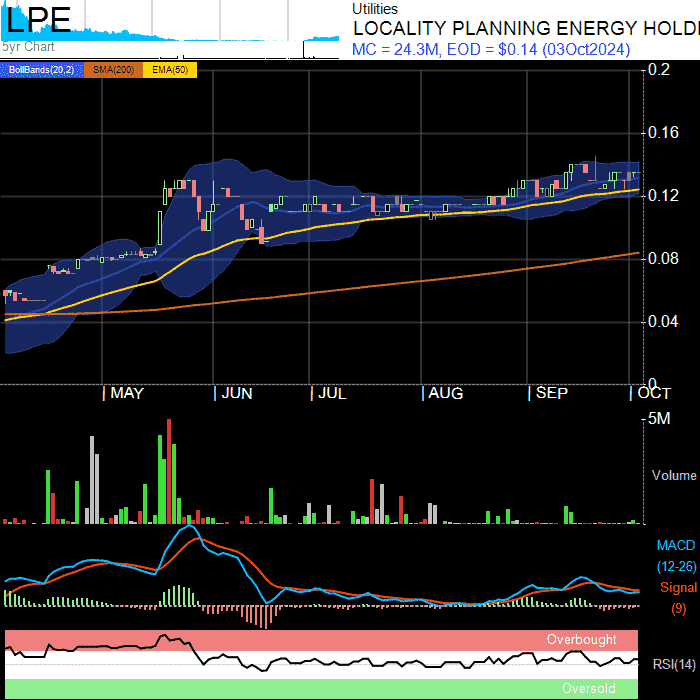 LPE
5yr Chart
Utilities
LOCALITY PLANNING ENERGY HOLDI
MC = 24.3M, EOD = $0.14 (03Oct2024)
BollBands(20,2) SMA(200) EMA(50)
0.2
0.16
0.12
0.08
0.04
0
MAY JUN JUL AUG SEP OCT
5M
Volume
MACD
(12-26)
Signal
(9)
Overbought
RSI(14)
Oversold